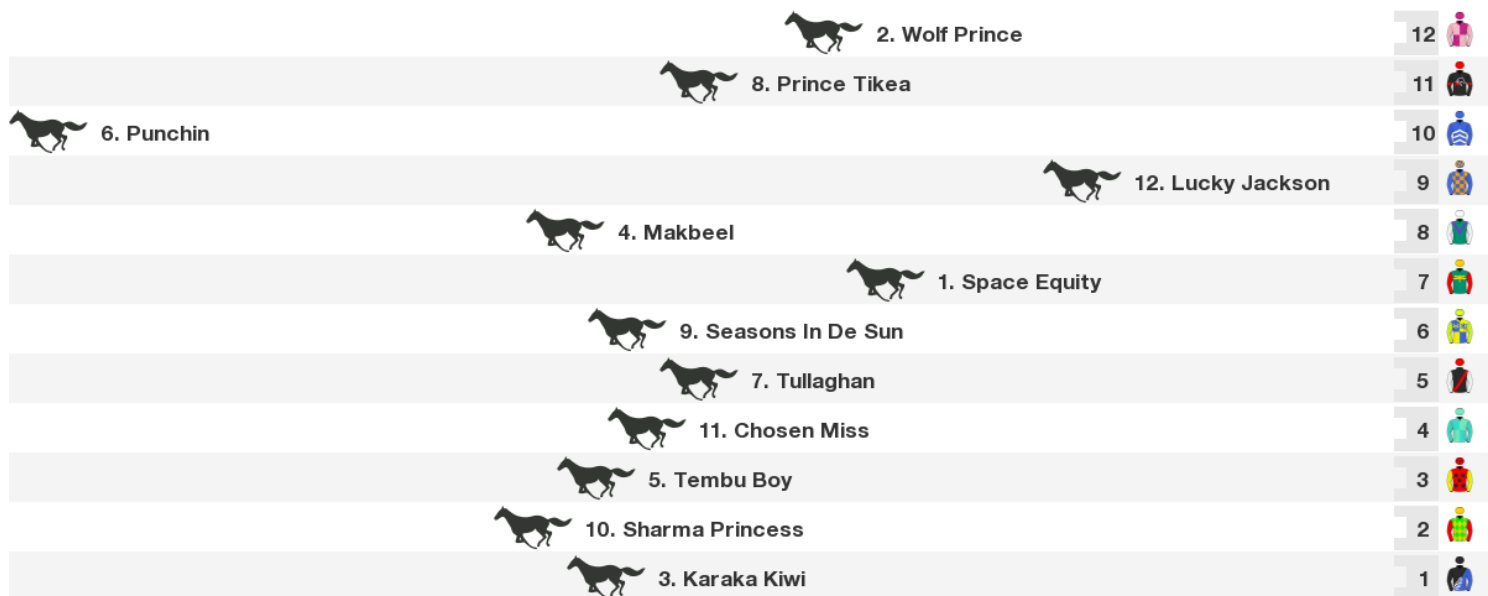 2. Wolf Prince 12
8. Prince Tikea 11
6. Punchin 10
12. Lucky Jackson 9
4. Makbeel 8
1. Space Equity 7
9. Seasons In De Sun 6
7. Tullaghan 5
11. Chosen Miss 4
5. Tembu Boy 3
10. Sharma Princess 2
3. Karaka Kiwi 1